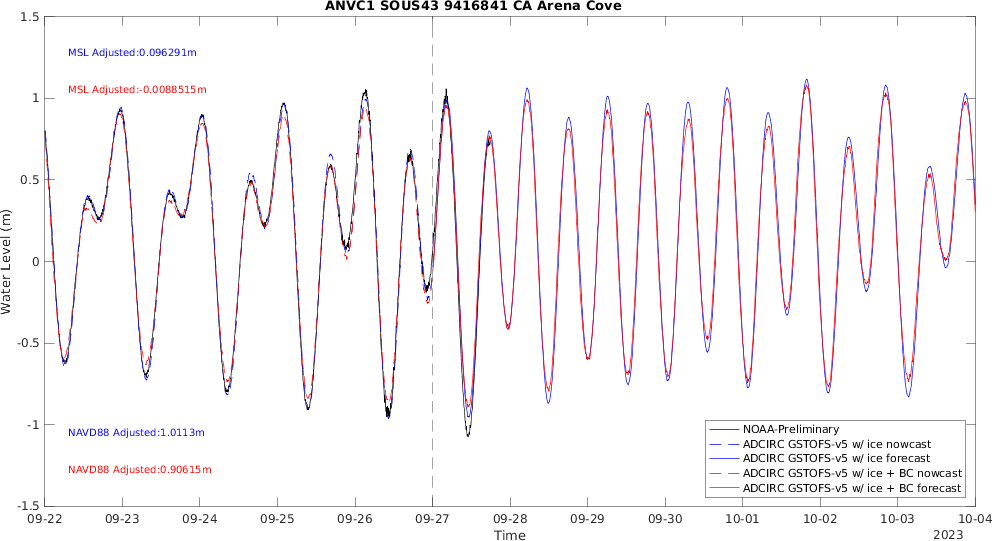 ANVC1 SOUS43 9416841 CA Arena Cove
1.5
1
0.5
0
-0.5
-1
-1.5
Water Level (m)
MSL Adjusted:0.096291m
MSL Adjusted:-0.0088515m
NAVD88 Adjusted:1.0113m
NAVD88 Adjusted:0.90615m
NOAA-Preliminary
ADCIRC GSTOFS-v5 w/ ice nowcast
ADCIRC GSTOFS-v5 w/ ice forecast
ADCIRC GSTOFS-v5 w/ ice + BC nowcast
ADCIRC GSTOFS-v5 w/ ice + BC forecast
09-22 09-23 09-24 09-25 09-26 09-27 09-28 09-29 09-30 10-01 10-02 10-03 10-04
Time
2023